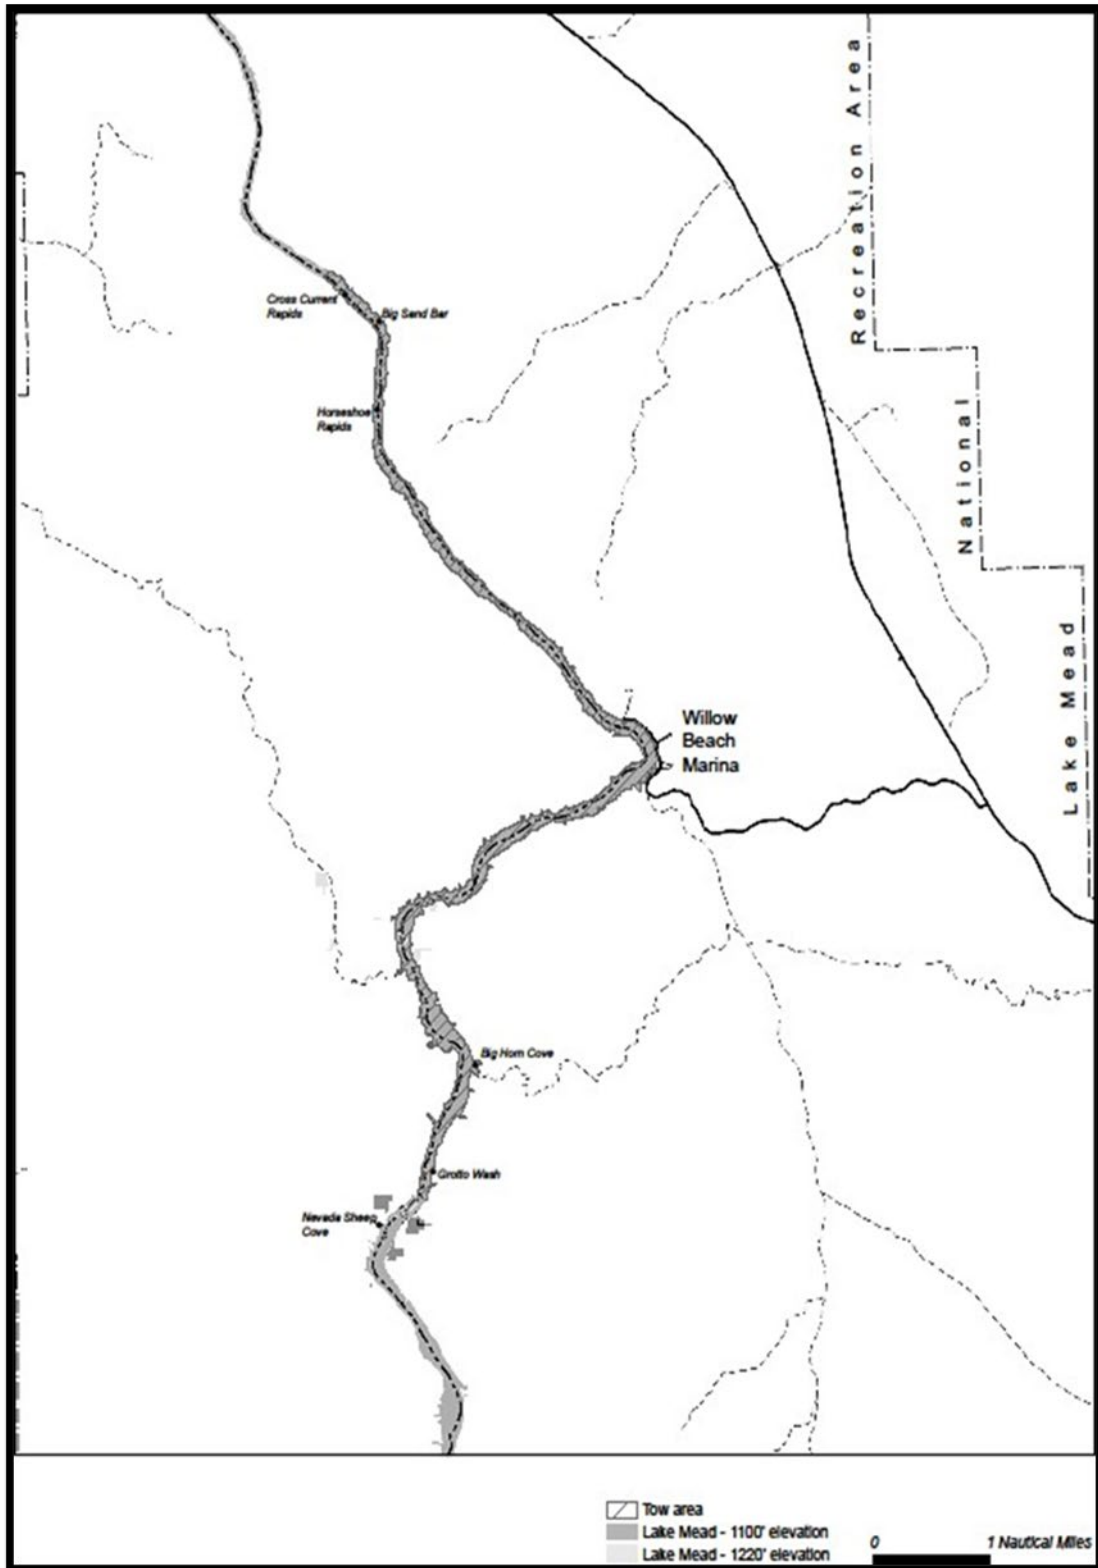 Recreation Area
National
Lake Mead
Cross Current
Rapids
Big Sand Bar
Horseshoe
Rapids
Willow
Beach
Marina
Big Horn Cove
Grotto Wash
Nevada Sheep
Cove
Tow area
Lake Mead - 1100' elevation
Lake Mead - 1220' elevation
0 1 Nautical Miles